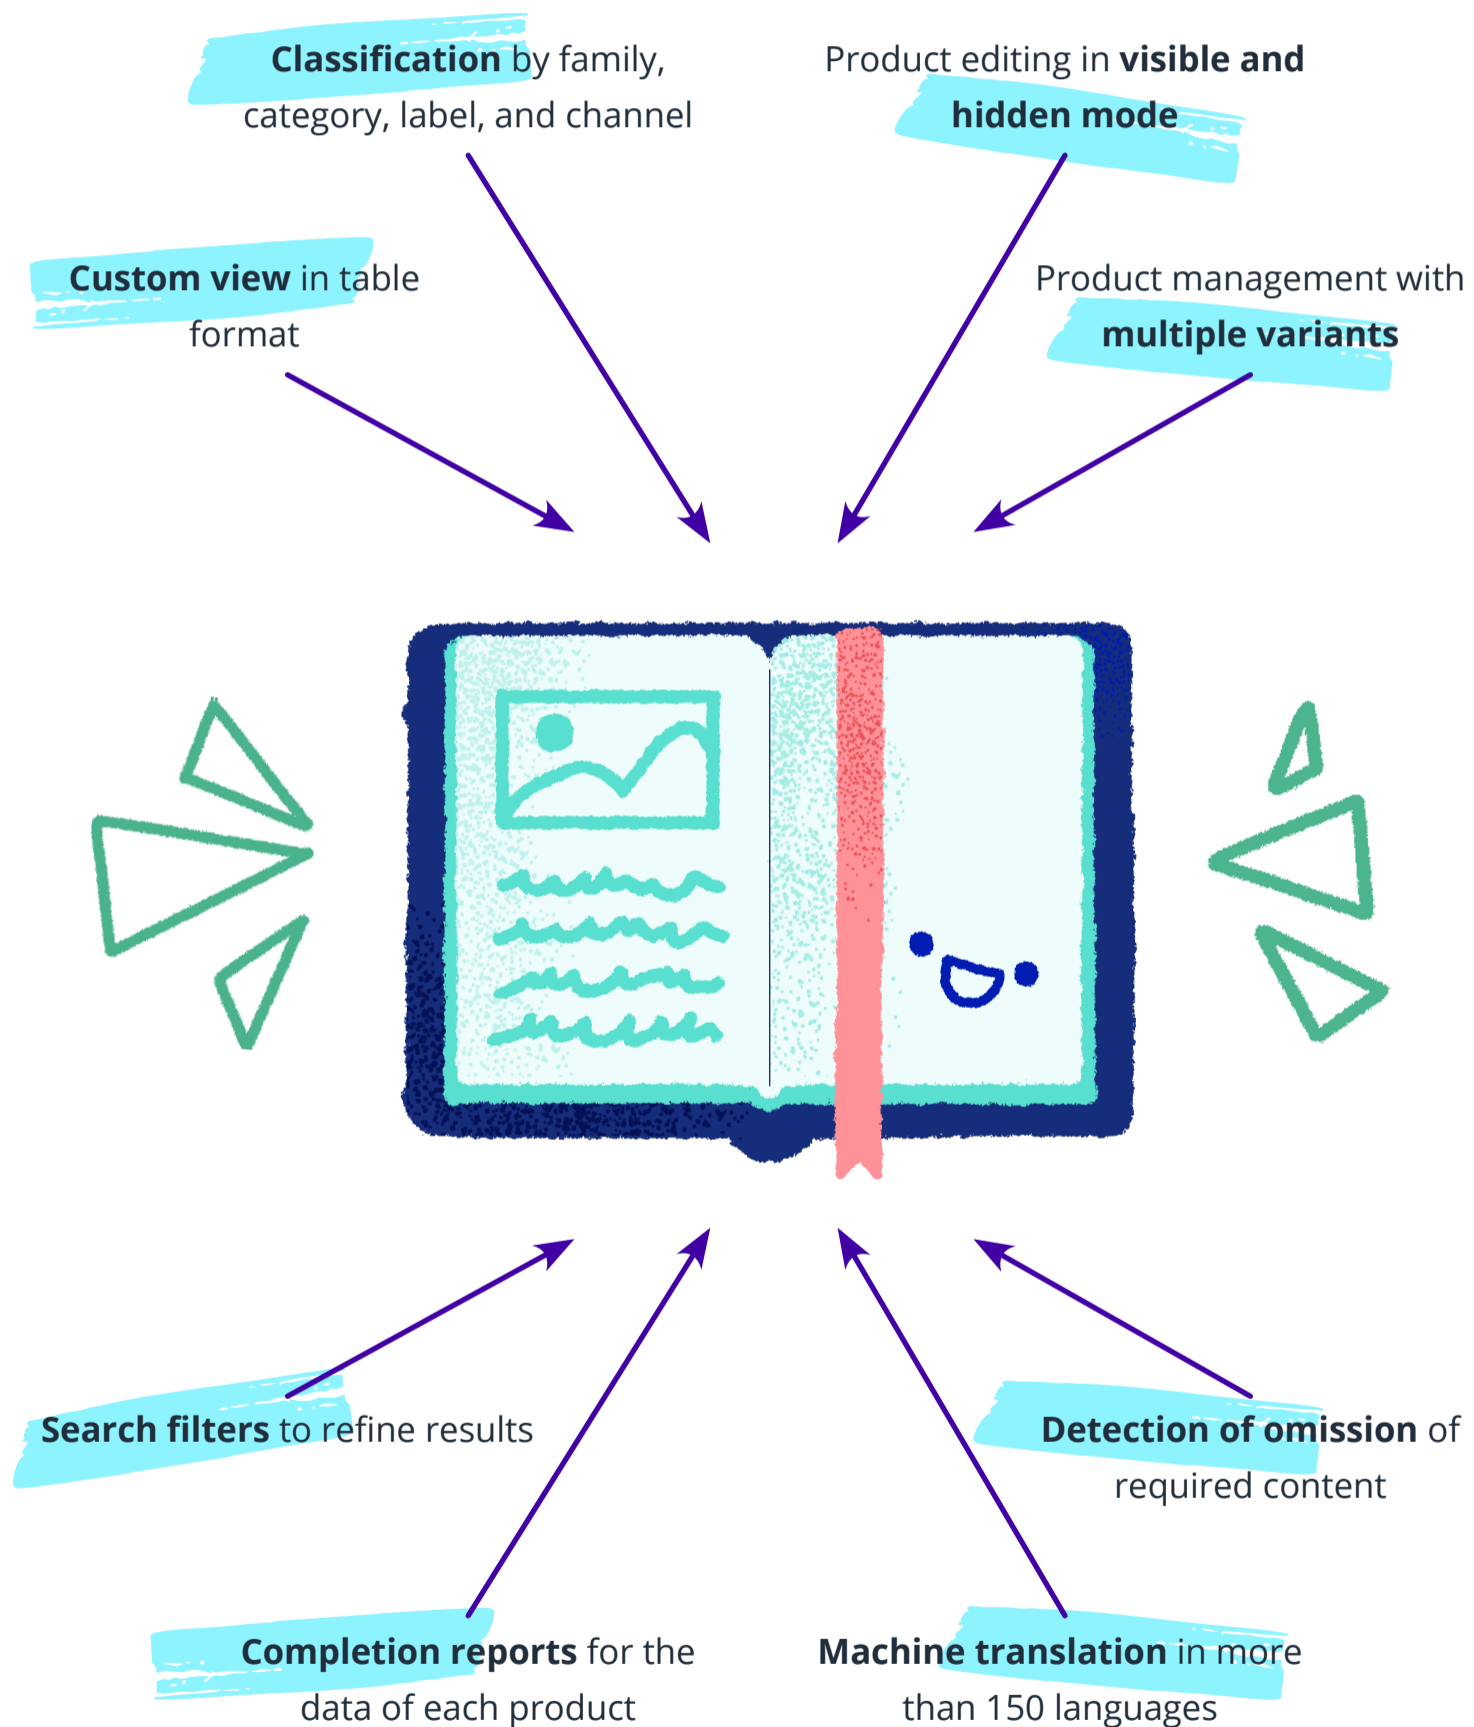 Classification by family,
category, label, and channel
Product editing in visible and
hidden mode
Custom view in table
format
Product management with
multiple variants
Search filters to refine results
Detection of omission of
required content
Completion reports for the
data of each product
Machine translation in more
than 150 languages